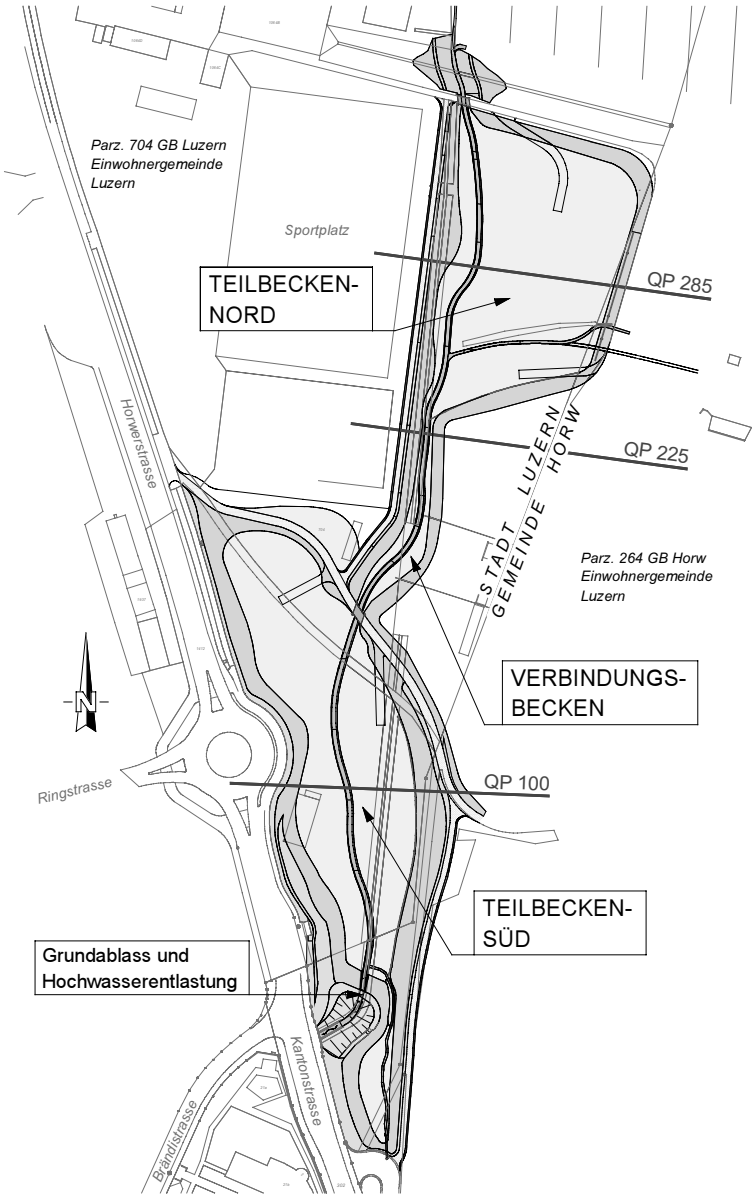 Parz. 704 GB Luzern
Einwohnergemeinde
Luzern
Sportplatz
TEILBECKEN-
NORD
QP 285
Horwerstrasse
QP 225
STADT LUZERN
GEMEINDE HORW
Parz. 264 GB Horw
Einwohnergemeinde
Luzern
VERBINDUNGS-
BECKEN
N
Ringstrasse
QP 100
TEILBECKEN-
SÜD
Grundablass und
Hochwasserentlastung
Kantonstrasse
Brändistrasse